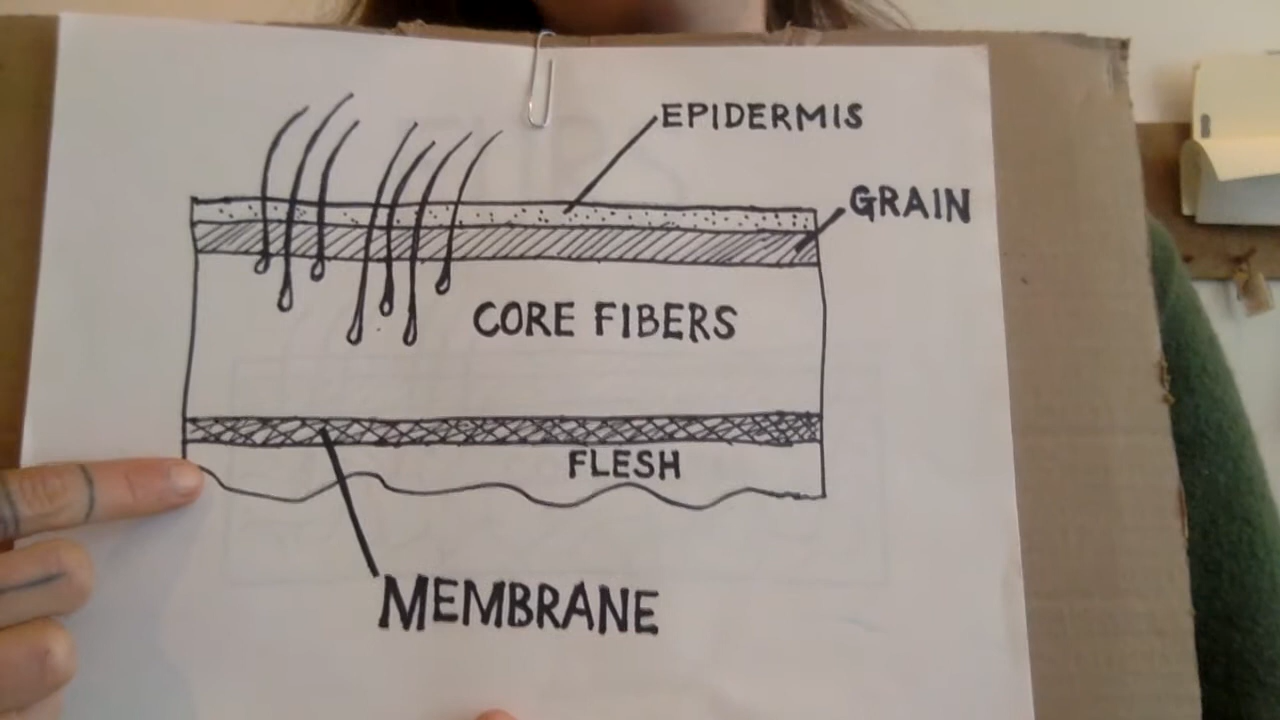 EPIDERMIS
GRAIN
CORE FIBERS
FLESH
MEMBRANE